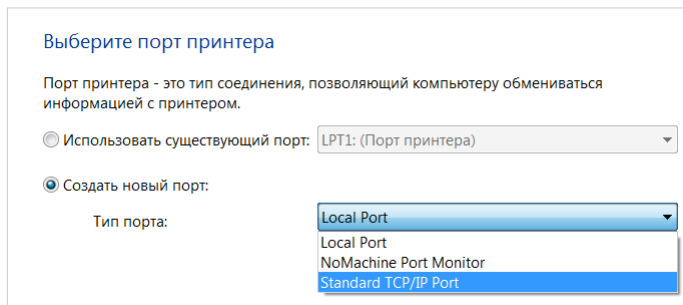 Выберите порт принтера
Порт принтера - это тип соединения, позволяющий компьютеру обмениваться
информацией с принтером.
Использовать существующий порт: LPT1: (Порт принтера)
Создать новый порт:
Тип порта: Local Port
Local Port
NoMachine Port Monitor
Standard TCP/IP Port